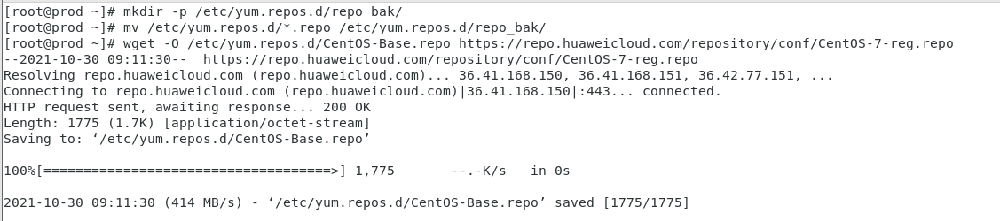 [root@prod ~]# mkdir -p /etc/yum.repos.d/repo_bak/
[root@prod ~]# mv /etc/yum.repos.d/*.repo /etc/yum.repos.d/repo_bak/
[root@prod ~]# wget -O /etc/yum.repos.d/CentOS-Base.repo https://repo.huaweicloud.com/repository/conf/CentOS-7-reg.repo
--2021-10-30 09:11:30--  https://repo.huaweicloud.com/repository/conf/CentOS-7-reg.repo
Resolving repo.huaweicloud.com (repo.huaweicloud.com)... 36.41.168.150, 36.41.168.151, 36.42.77.151, ...
Connecting to repo.huaweicloud.com (repo.huaweicloud.com)|36.41.168.150|:443... connected.
HTTP request sent, awaiting response... 200 OK
Length: 1775 (1.7K) [application/octet-stream]
Saving to: ‘/etc/yum.repos.d/CentOS-Base.repo’
100%[====================================>] 1,775       --.-K/s   in 0s
2021-10-30 09:11:30 (414 MB/s) - ‘/etc/yum.repos.d/CentOS-Base.repo’ saved [1775/1775]